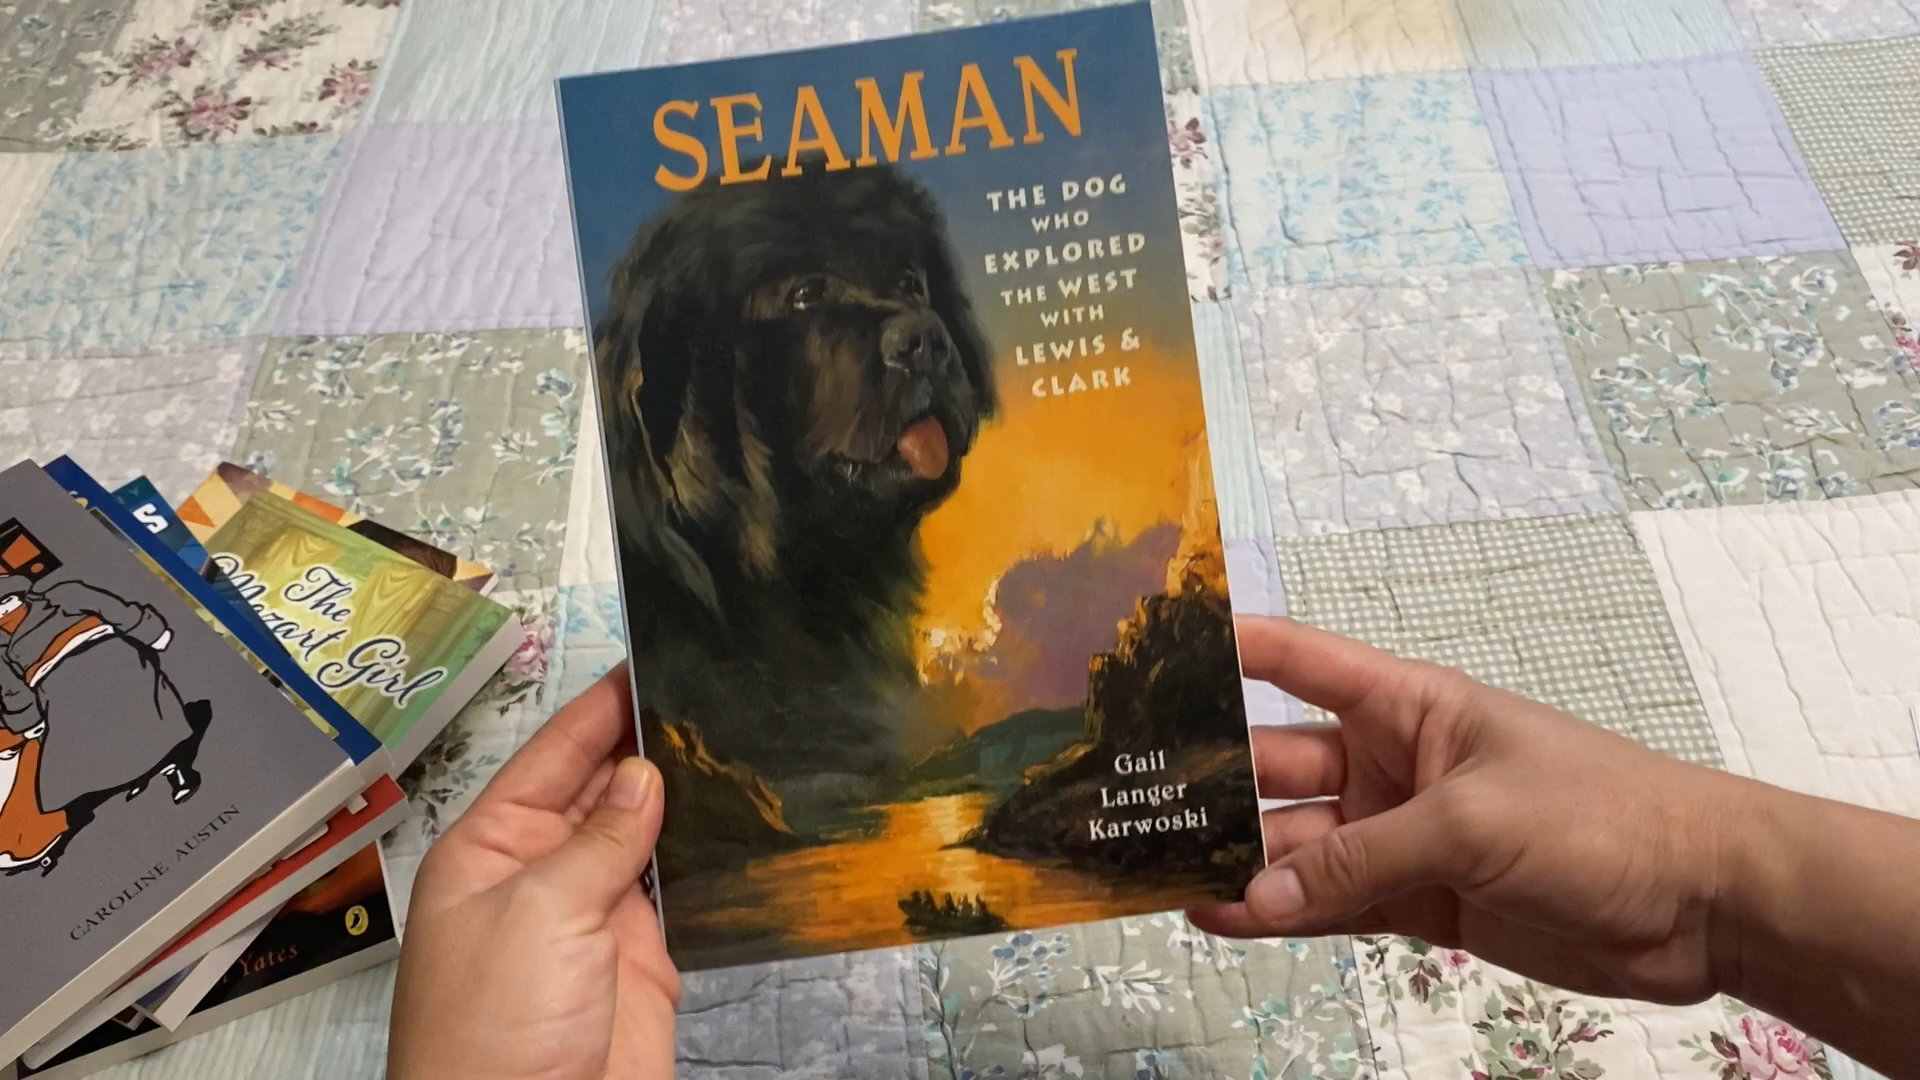 SEAMAN
THE DOG
WHO
EXPLORED
THE WEST
WITH
LEWIS &
CLARK
Gail
Langer
Karwoski
The
Mozart Girl
CAROLINE AUSTIN
Yates